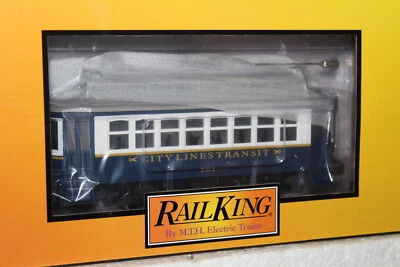 CITY LINES TRANSIT
RAILKING
By M.T.H. Electric Trains